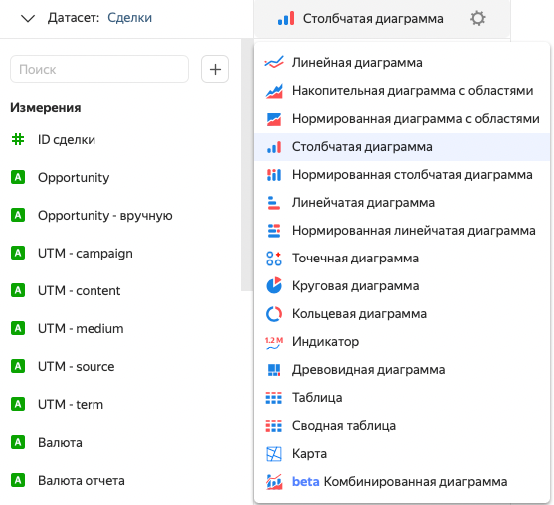 Датасет: Сделки
Поиск
Измерения
ID сделки
Opportunity
Opportunity - вручную
UTM - campaign
UTM - content
UTM - medium
UTM - source
UTM - term
Валюта
Валюта отчета
Столбчатая диаграмма
Линейная диаграмма
Накопительная диаграмма с областями
Нормированная диаграмма с областями
Столбчатая диаграмма
Нормированная столбчатая диаграмма
Линейчатая диаграмма
Нормированная линейчатая диаграмма
Точечная диаграмма
Круговая диаграмма
Кольцевая диаграмма
1.2 M Индикатор
Древовидная диаграмма
Таблица
Сводная таблица
Карта
beta Комбинированная диаграмма